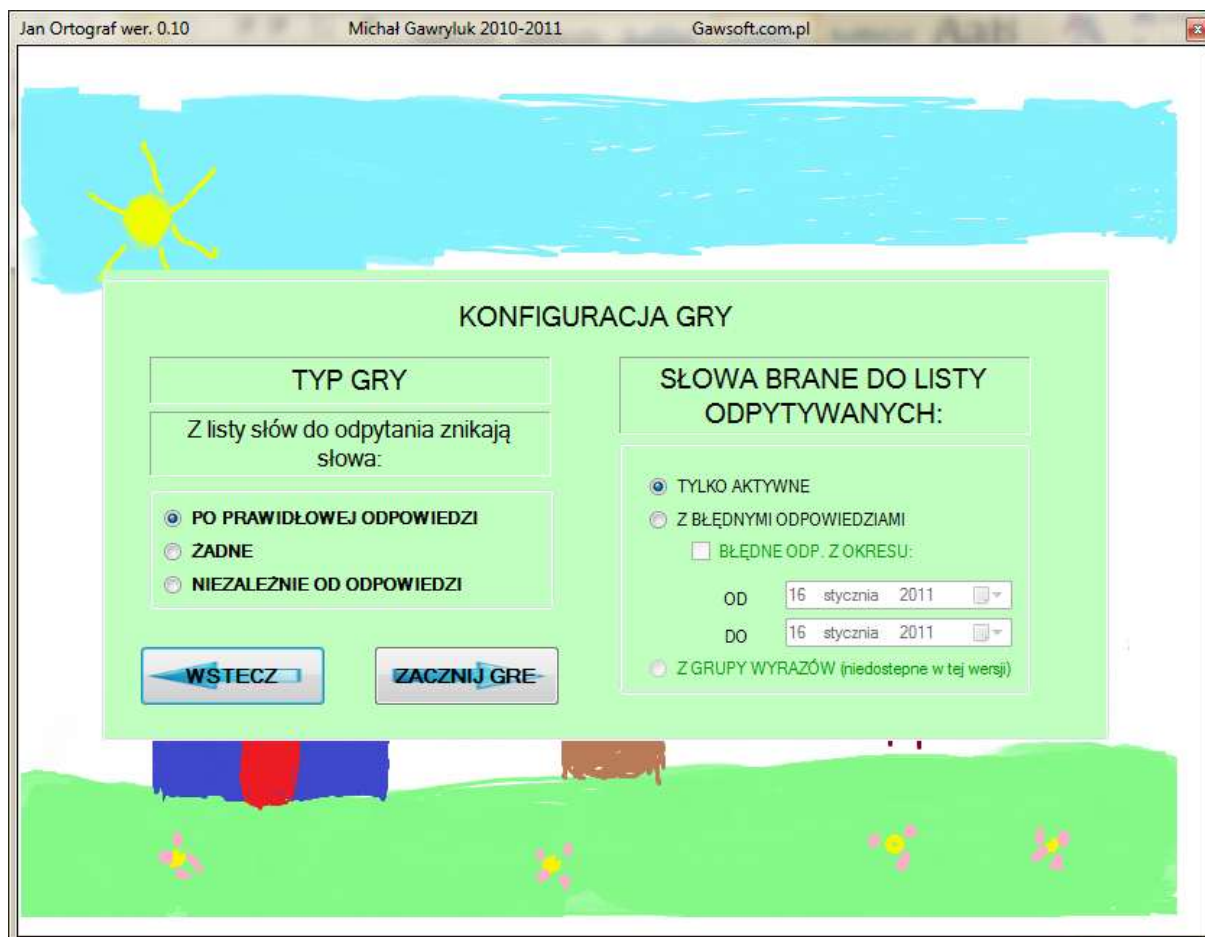 Jan Ortograf wer. 0.10 Michał Gawryluk 2010-2011 Gawsoft.com.pl
KONFIGURACJA GRY
TYP GRY
Z listy słów do odpytania znikają
słowa:
PO PRAWIDŁOWEJ ODPOWIEDZI
ŻADNE
NIEZALEŻNIE OD ODPOWIEDZI
WSTECZ
ZACZNIJ GRE
SŁOWA BRANE DO LISTY
ODPYTYWANYCH:
TYLKO AKTYWNE
Z BŁĘDNYMI ODPOWIEDZIAMI
BŁĘDNE ODP. Z OKRESU:
OD 16 stycznia 2011
DO 16 stycznia 2011
Z GRUPY WYRAZÓW (niedostepne w tej wersji)